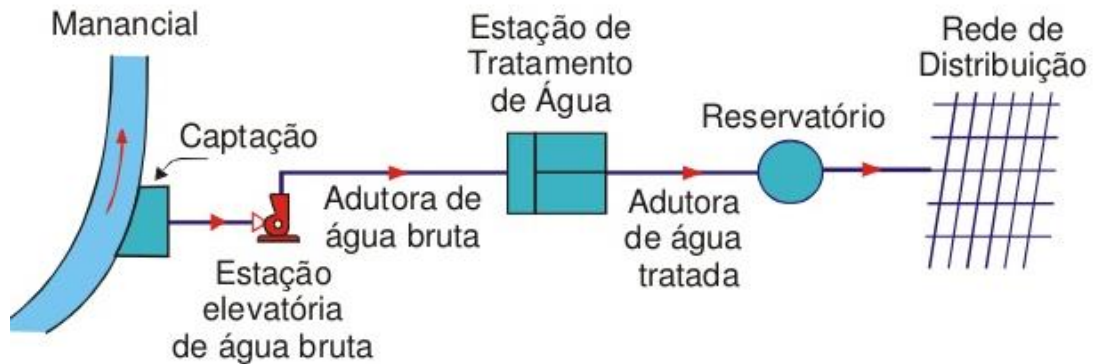 Manancial
Captação
Estação
elevatória
de água bruta
Adutora de
água bruta
Estação de
Tratamento
de Água
Adutora
de água
tratada
Reservatório
Rede de
Distribuição